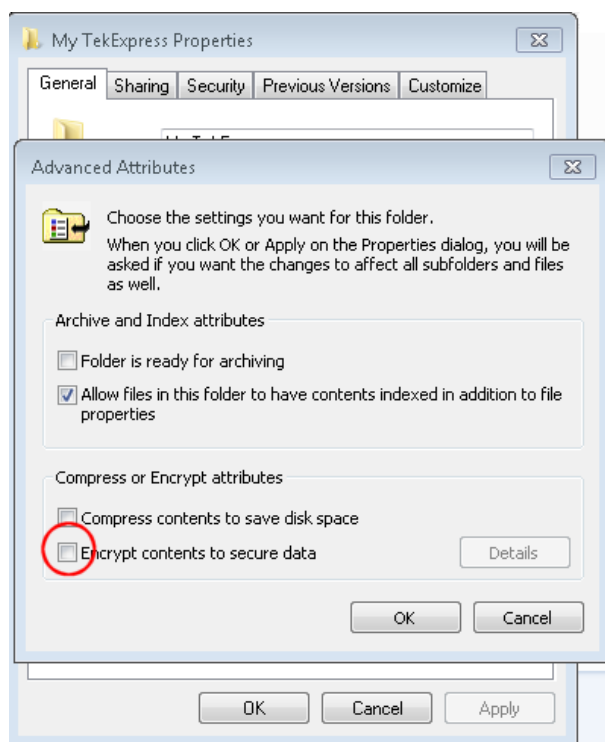 My TekExpress Properties
General Sharing Security Previous Versions Customize
Advanced Attributes
Choose the settings you want for this folder.
When you click OK or Apply on the Properties dialog, you will be
asked if you want the changes to affect all subfolders and files
as well.
Archive and Index attributes
Folder is ready for archiving
Allow files in this folder to have contents indexed in addition to file
properties
Compress or Encrypt attributes
Compress contents to save disk space
Encrypt contents to secure data Details
OK Cancel
OK Cancel Apply